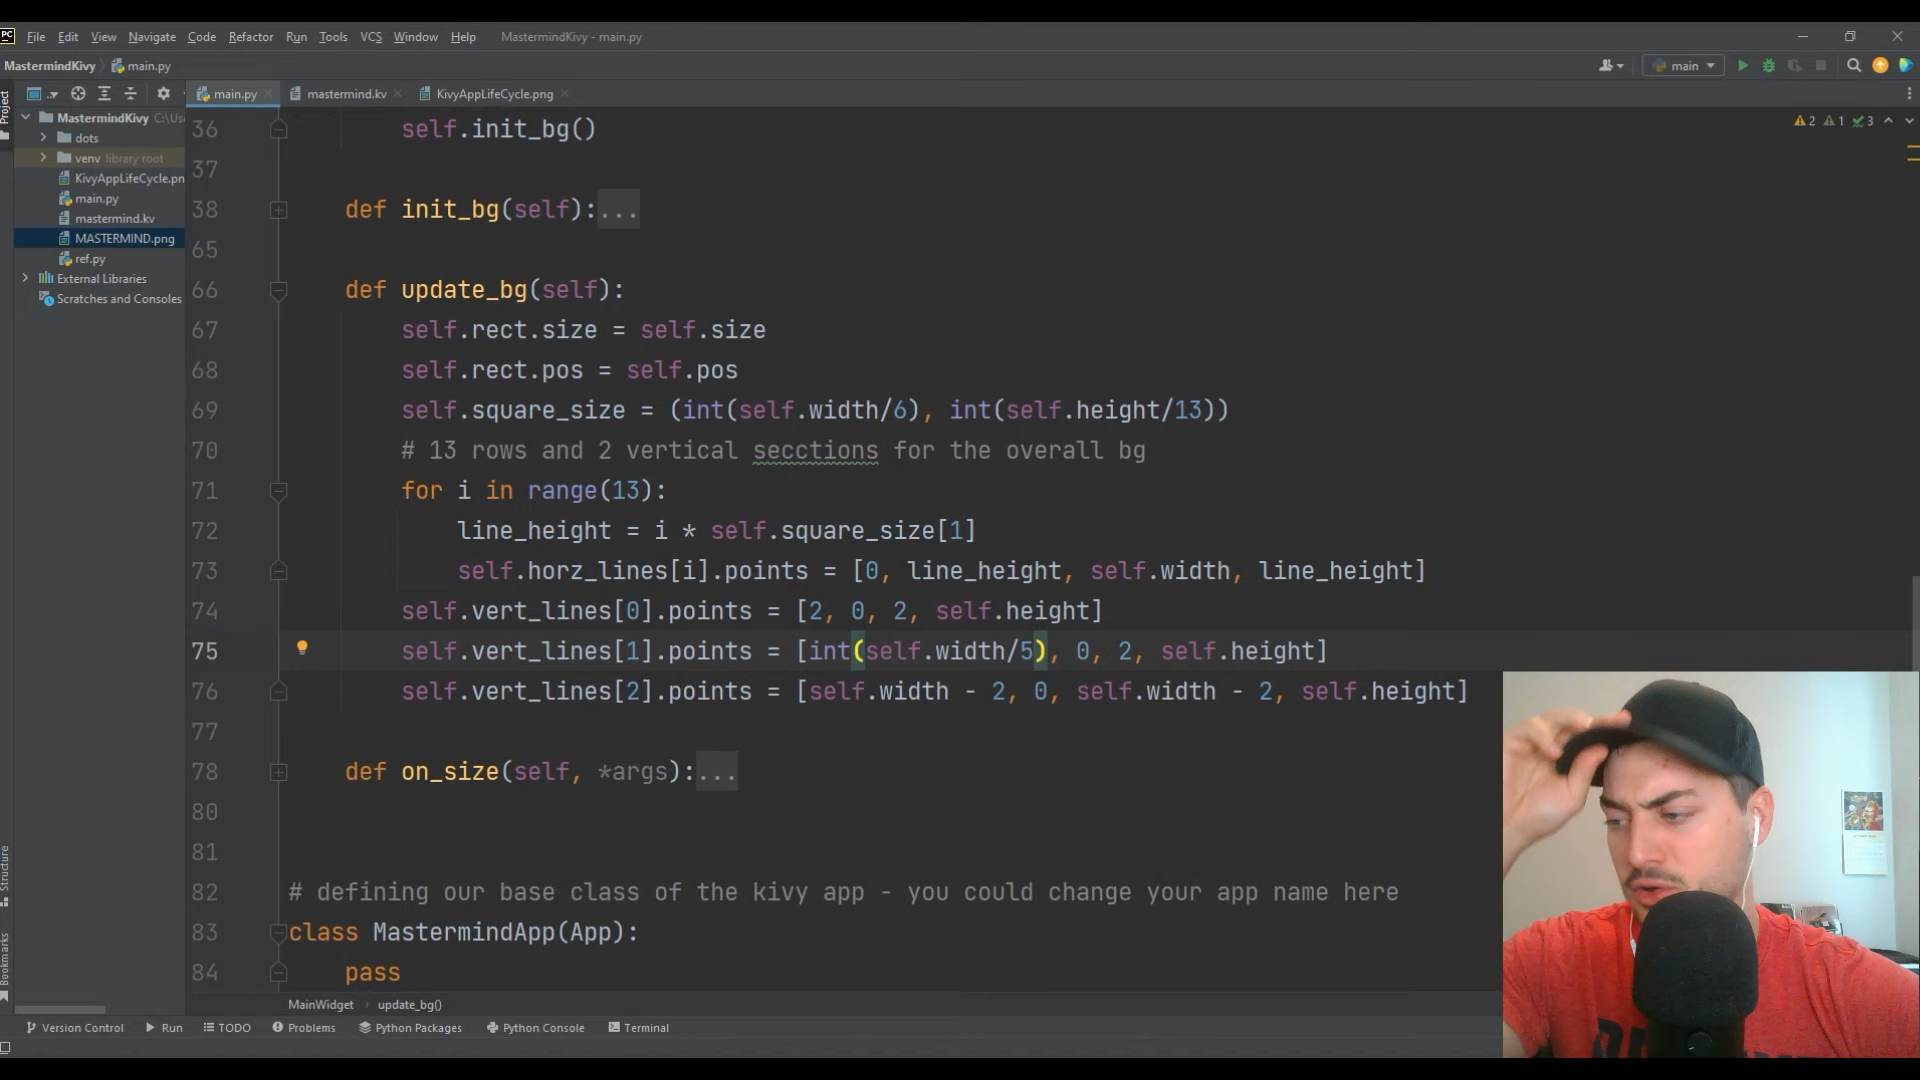 PC File Edit View Navigate Code Refactor Run Tools VCS Window Help MastermindKivy - main.py
MastermindKivy main.py
main
main.py mastermind.kv KivyAppLifeCycle.png
Project
MastermindKivy C:\Us
dots
venv library root
KivyAppLifeCycle.pn
main.py
mastermind.kv
MASTERMIND.png
ref.py
External Libraries
Scratches and Consoles
2 1 3
36 self.init_bg()
37
38 def init_bg(self):...
65
66 def update_bg(self):
67 self.rect.size = self.size
68 self.rect.pos = self.pos
69 self.square_size = (int(self.width/6), int(self.height/13))
70 # 13 rows and 2 vertical secctions for the overall bg
71 for i in range(13):
72 line_height = i * self.square_size[1]
73 self.horz_lines[i].points = [0, line_height, self.width, line_height]
74 self.vert_lines[0].points = [2, 0, 2, self.height]
75 self.vert_lines[1].points = [int(self.width/5), 0, 2, self.height]
76 self.vert_lines[2].points = [self.width - 2, 0, self.width - 2, self.height]
77
78 def on_size(self, *args):...
80
81
82 # defining our base class of the kivy app - you could change your app name here
83 class MastermindApp(App):
84 pass
Structure
Bookmarks
MainWidget update_bg()
Version Control Run TODO Problems Python Packages Python Console Terminal